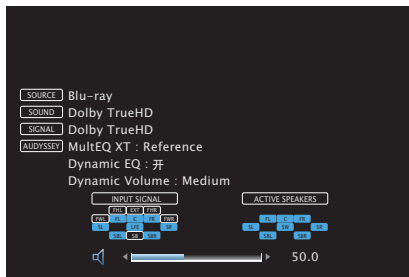 SOURCE Blu-ray
SOUND Dolby TrueHD
SIGNAL Dolby TrueHD
AUDYSSEY MultEQ XT : Reference
Dynamic EQ : 开
Dynamic Volume : Medium
INPUT SIGNAL ACTIVE SPEAKERS
FHL EXT FHR
FWL FL C FR FWR FL C FR
SL LFE SR SL SW SR
SBL SB SBR SBL SBR
50.0